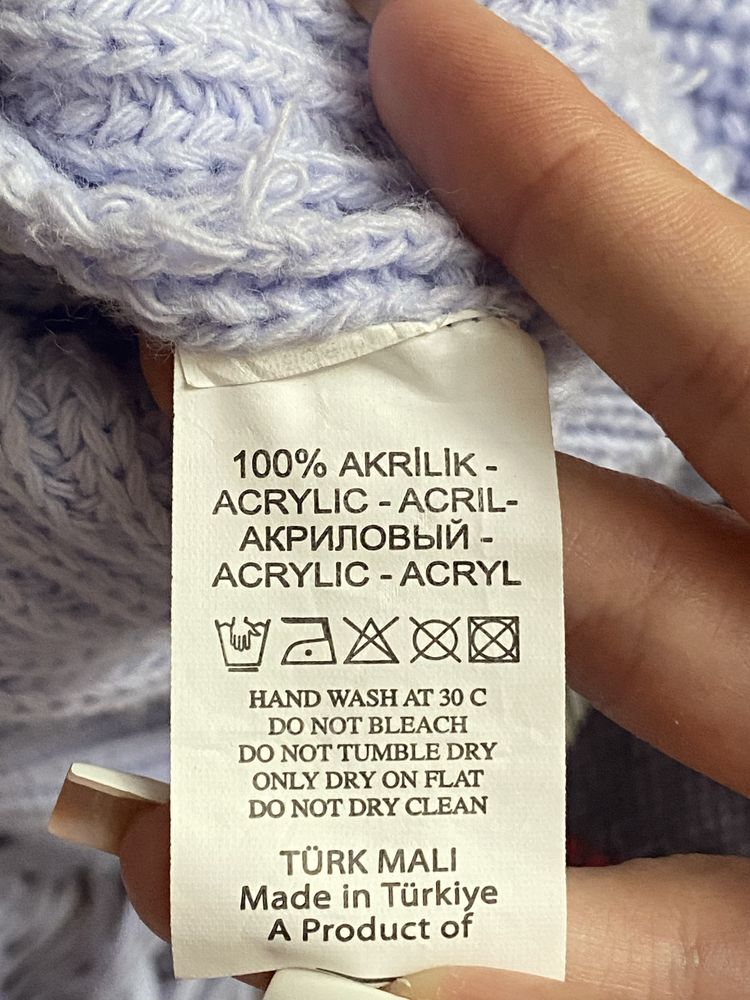 100% AKRİLİK -
ACRYLIC - ACRIL-
АКРИЛОВЫЙ -
ACRYLIC - ACRYL
HAND WASH AT 30 C
DO NOT BLEACH
DO NOT TUMBLE DRY
ONLY DRY ON FLAT
DO NOT DRY CLEAN
TÜRK MALI
Made in Türkiye
A Product of